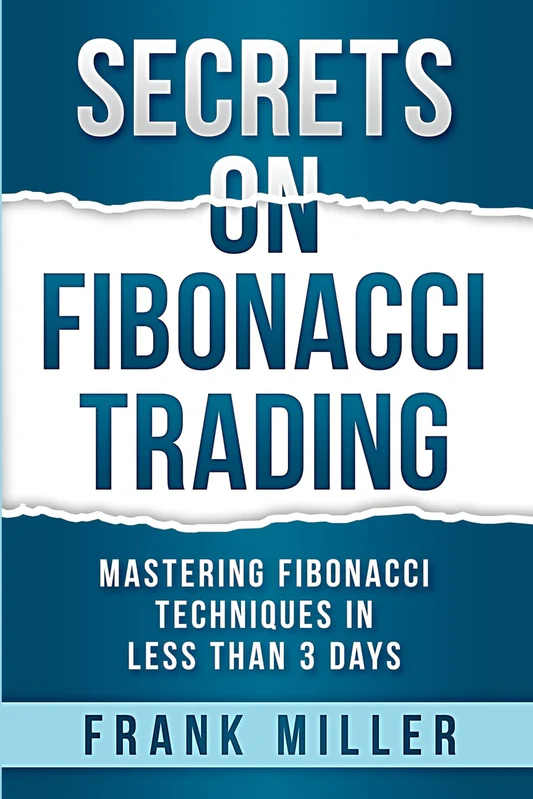 SECRETS
ON
FIBONACCI
TRADING
MASTERING FIBONACCI
TECHNIQUES IN
LESS THAN 3 DAYS
FRANK MILLER